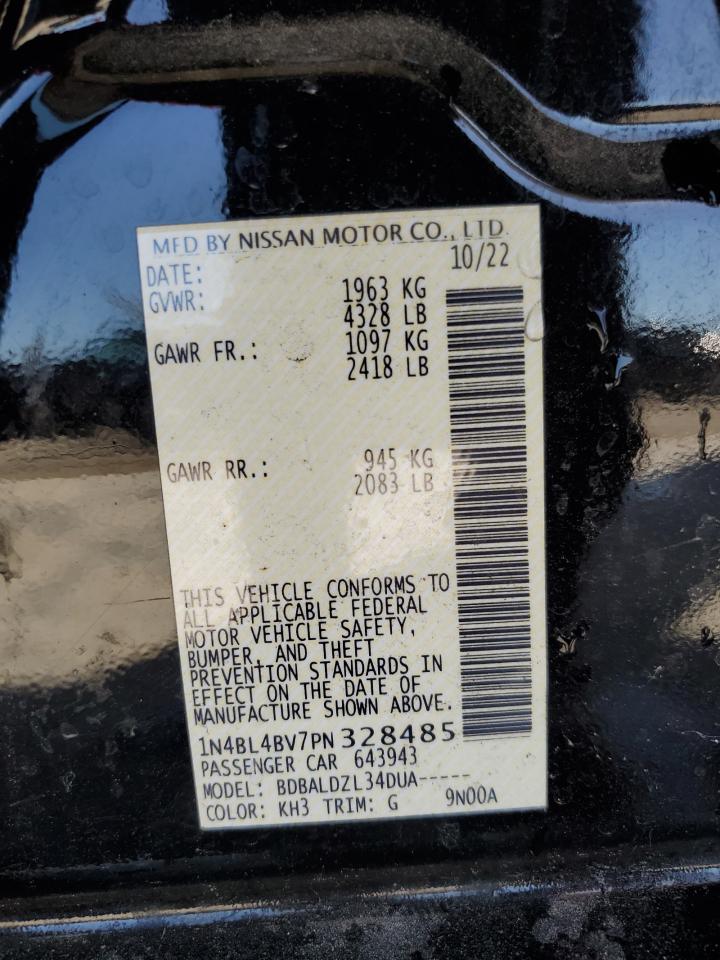 MFD BY NISSAN MOTOR CO., LTD.
DATE: 10/22
GVWR: 1963 KG
4328 LB
GAWR FR.: 1097 KG
2418 LB
GAWR RR.: 945 KG
2083 LB
THIS VEHICLE CONFORMS TO
ALL APPLICABLE FEDERAL
MOTOR VEHICLE SAFETY,
BUMPER, AND THEFT
PREVENTION STANDARDS IN
EFFECT ON THE DATE OF
MANUFACTURE SHOWN ABOVE.
1N4BL4BV7PN328485
PASSENGER CAR 643943
MODEL: BDBALDZL34DUA-----
COLOR: KH3 TRIM: G 9N00A